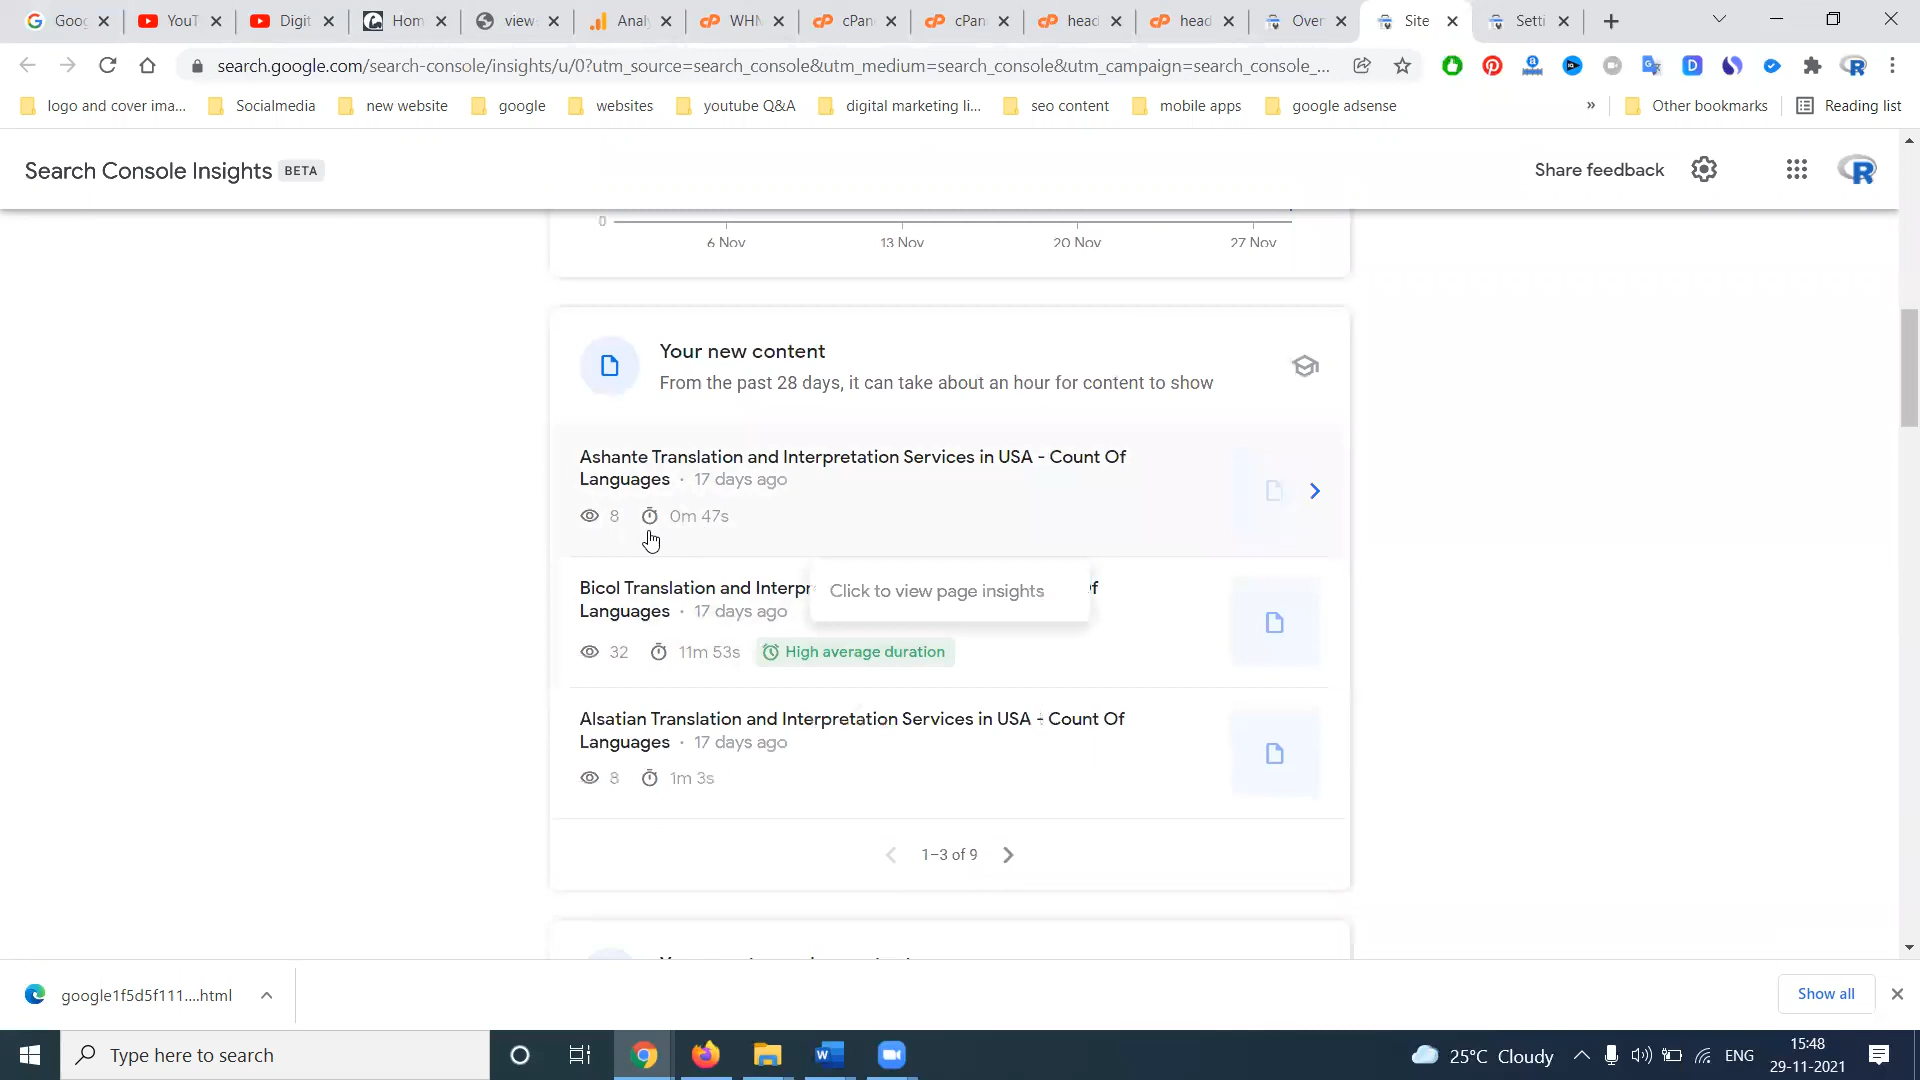 Goo
YouT
Digit
Hom
view
Analy
WHM
cPan
cPan
head
head
Over
Site
Setti
search.google.com/search-console/insights/u/0?utm_source=search_console&utm_medium=search_console&utm_campaign=search_console_...
logo and cover ima...
Socialmedia
new website
google
websites
youtube Q&A
digital marketing li...
seo content
mobile apps
google adsense
»
Other bookmarks
Reading list
Search Console Insights BETA
Share feedback
0
6 Nov 13 Nov 20 Nov 27 Nov
Your new content
From the past 28 days, it can take about an hour for content to show
Ashante Translation and Interpretation Services in USA - Count Of
Languages · 17 days ago
8 0m 47s
Bicol Translation and Interpr
Click to view page insights
Languages · 17 days ago
32 11m 53s High average duration
Alsatian Translation and Interpretation Services in USA - Count Of
Languages · 17 days ago
8 1m 3s
1–3 of 9
google1f5d5f111....html
Show all
Type here to search
25°C Cloudy
ENG
15:48
29-11-2021